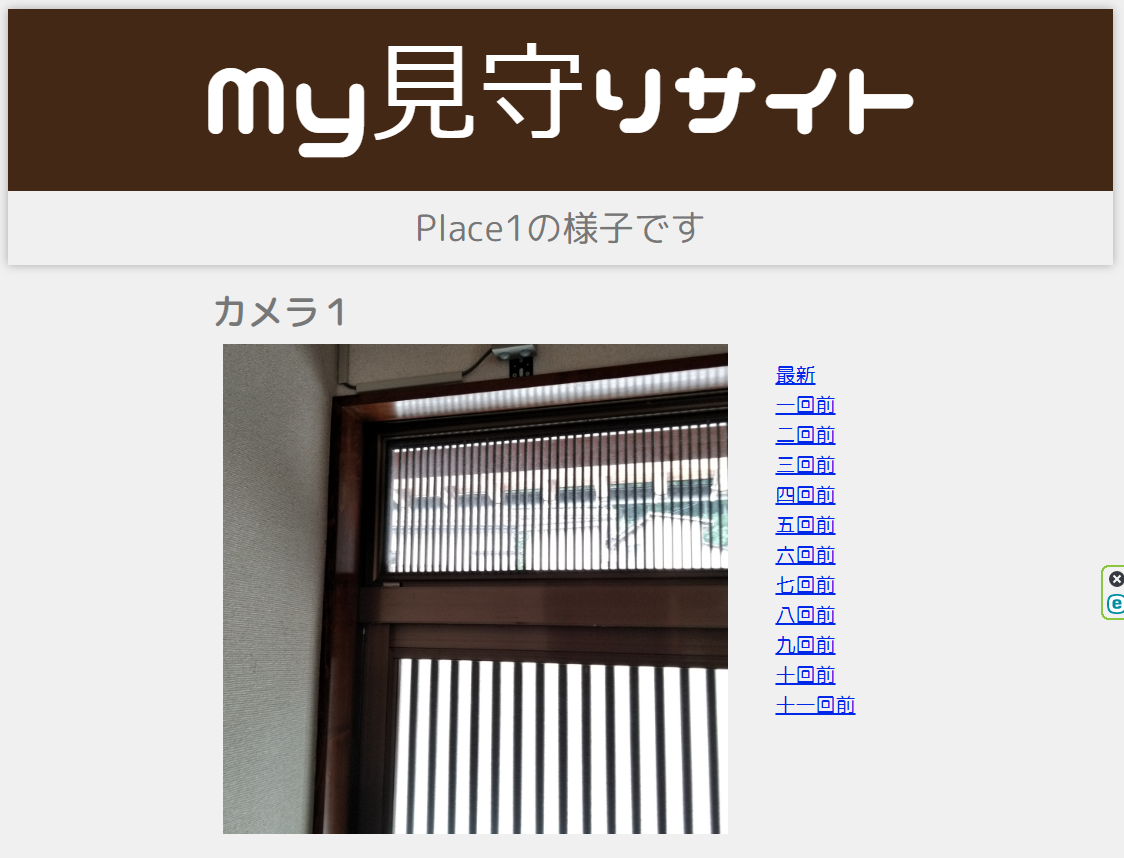 My見守りサイト
Place1の様子です
カメラ１
最新
一回前
二回前
三回前
四回前
五回前
六回前
七回前
八回前
九回前
十回前
十一回前
e